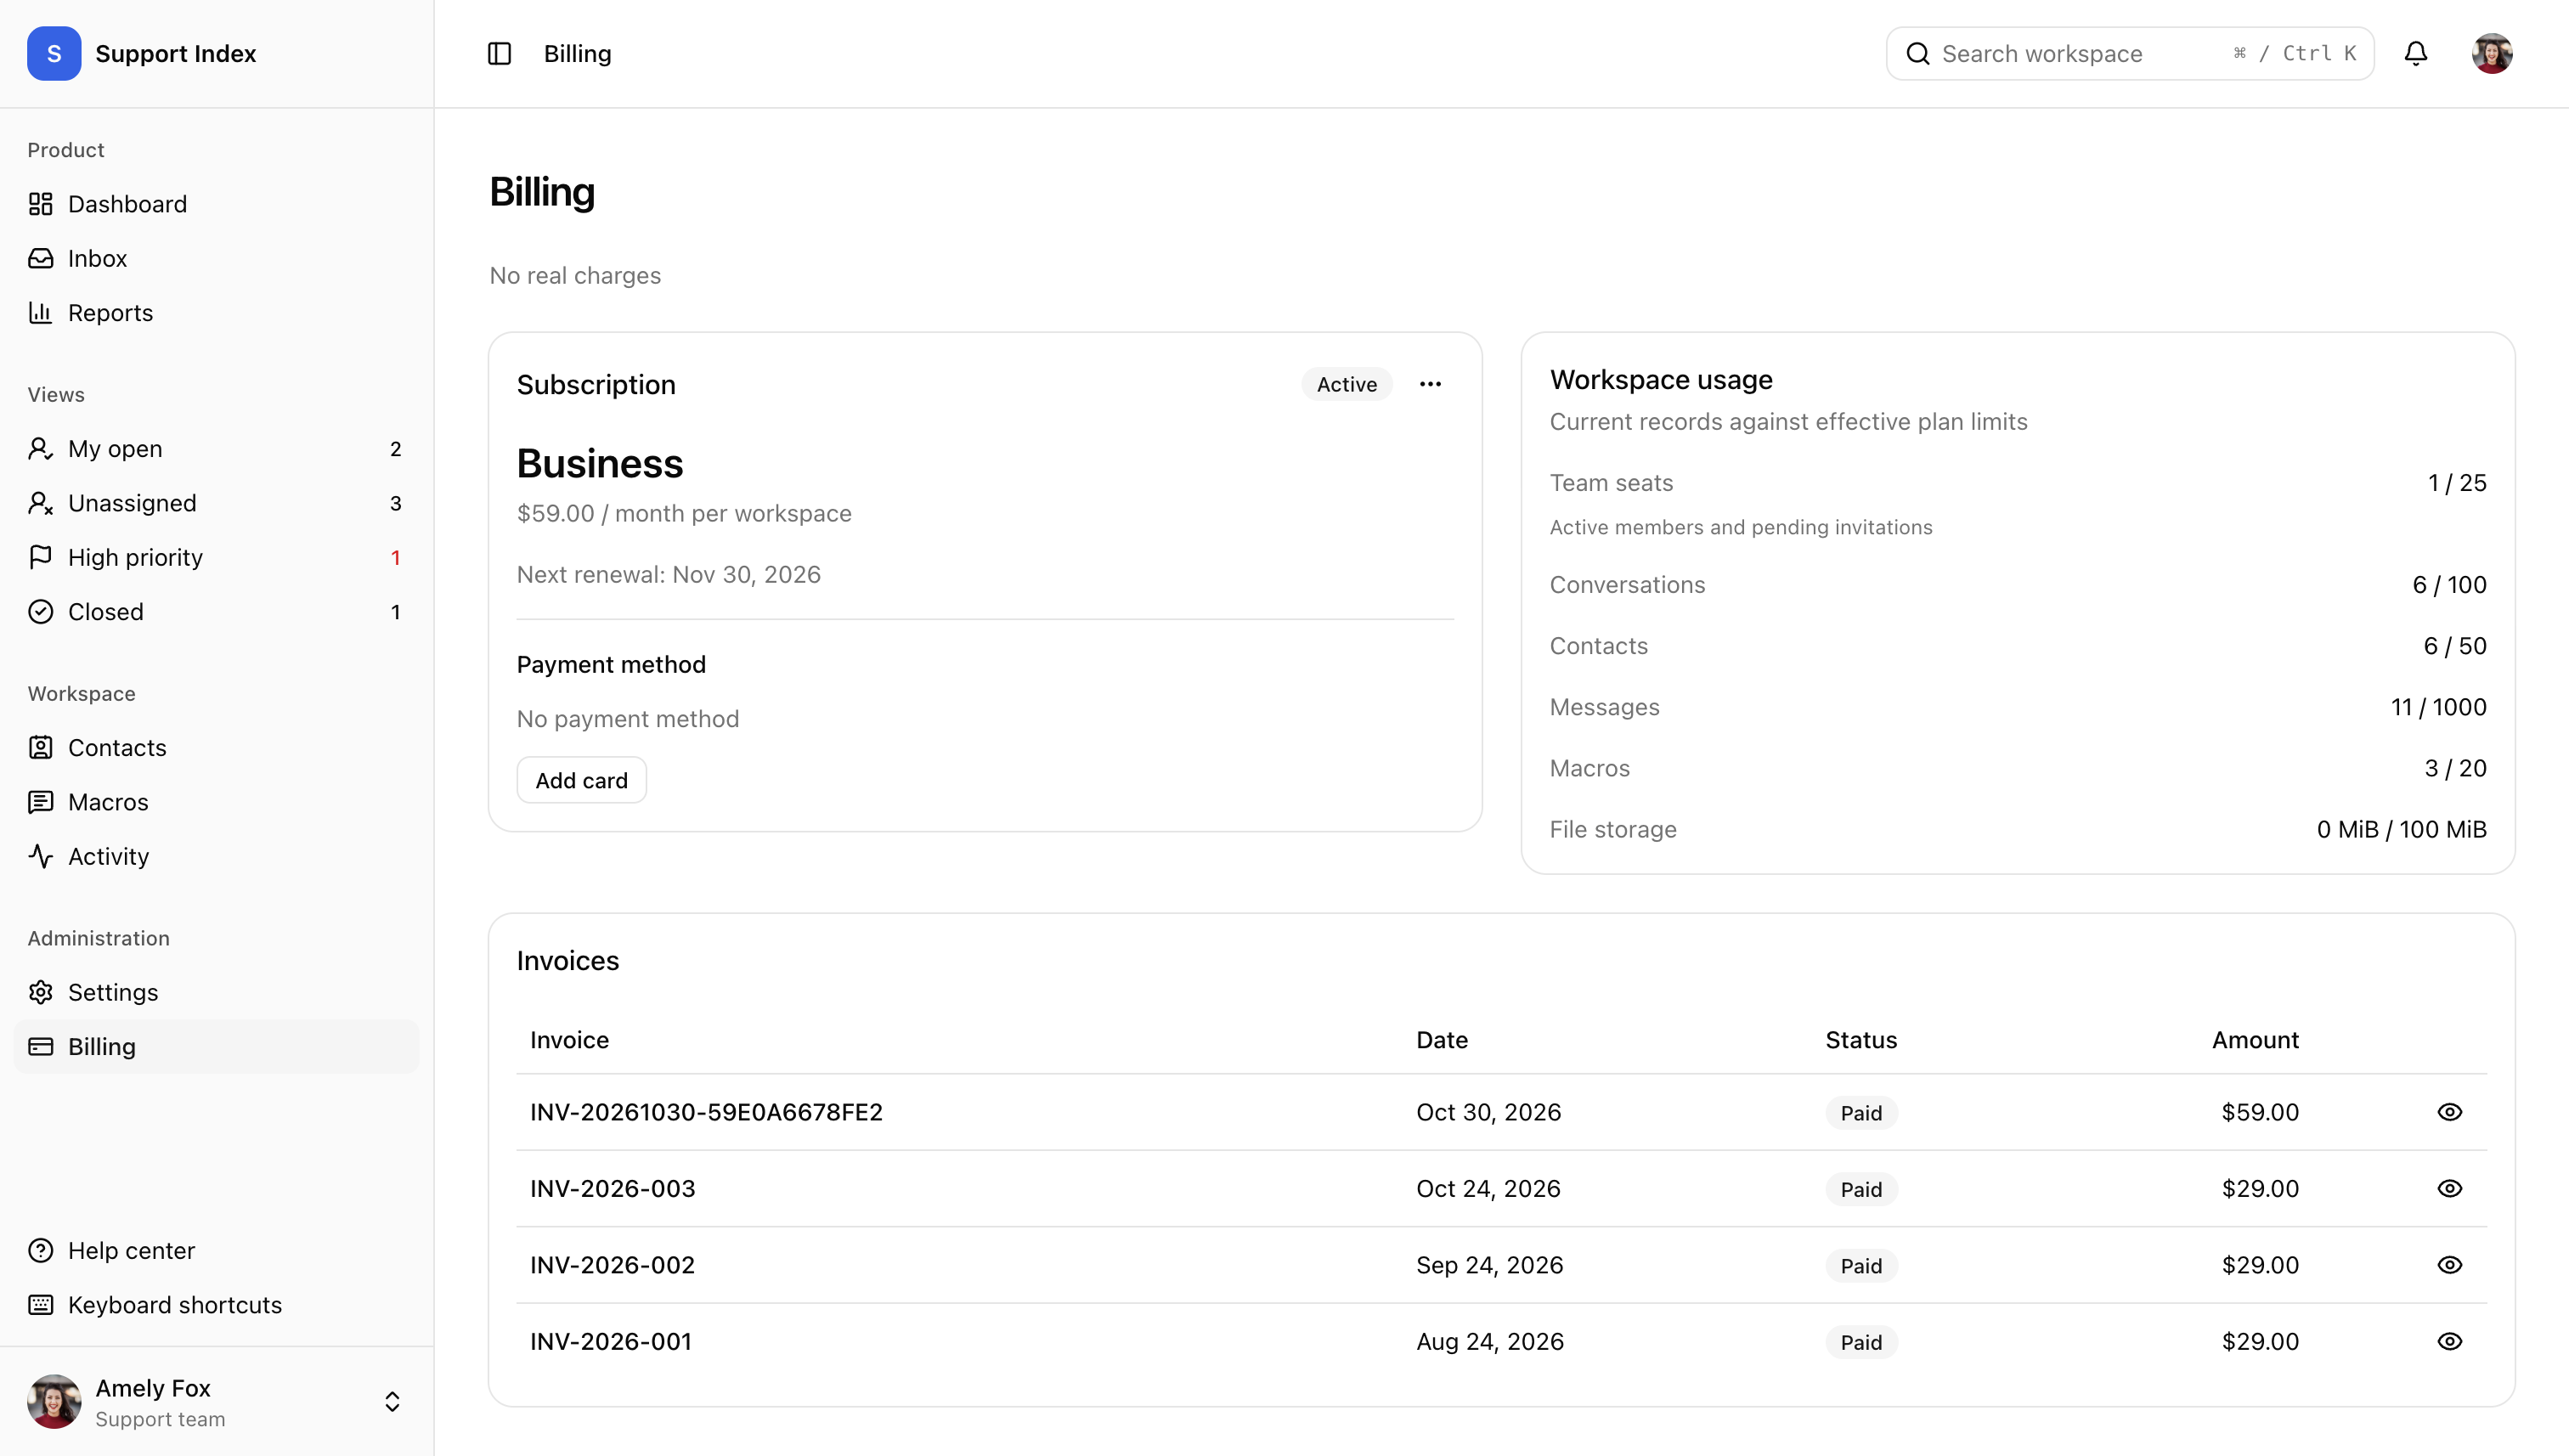 S Support Index
Billing
Search workspace ⌘ / Ctrl K
Product
Dashboard
Inbox
Reports
Views
My open 2
Unassigned 3
High priority 1
Closed 1
Workspace
Contacts
Macros
Activity
Administration
Settings
Billing
Help center
Keyboard shortcuts
Amely Fox
Support team
Billing
No real charges
Subscription Active
Business
$59.00 / month per workspace
Next renewal: Nov 30, 2026
Payment method
No payment method
Add card
Workspace usage
Current records against effective plan limits
Team seats 1 / 25
Active members and pending invitations
Conversations 6 / 100
Contacts 6 / 50
Messages 11 / 1000
Macros 3 / 20
File storage 0 MiB / 100 MiB
Invoices
Invoice Date Status Amount
INV-20261030-59E0A6678FE2 Oct 30, 2026 Paid $59.00
INV-2026-003 Oct 24, 2026 Paid $29.00
INV-2026-002 Sep 24, 2026 Paid $29.00
INV-2026-001 Aug 24, 2026 Paid $29.00